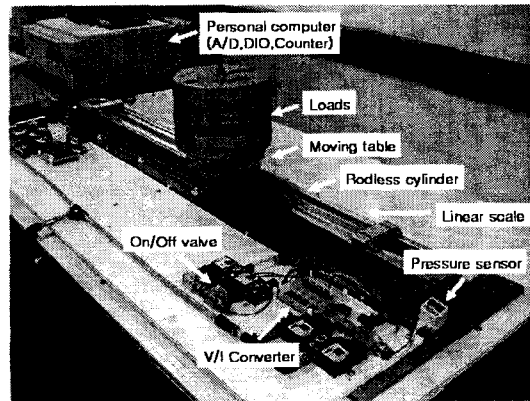 Personal computer
(A/D,DIO,Counter)
Loads
Moving table
Rodless cylinder
Linear scale
On/Off valve
Pressure sensor
V/I Converter